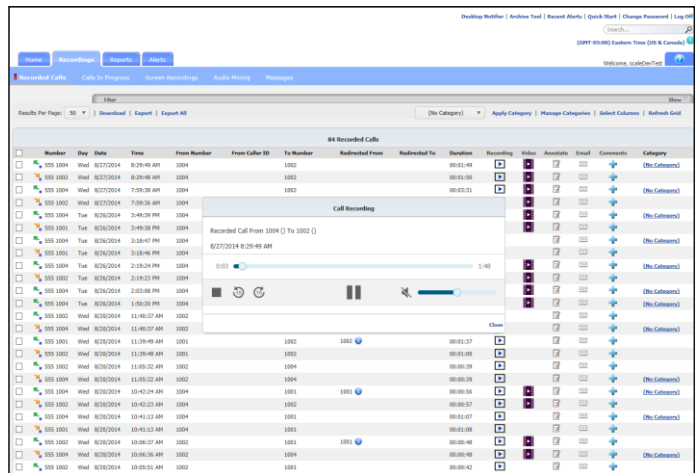 Desktop Notifier | Archive Tool | Recent Alerts | Quick Start | Change Password | Log Off
Search...
(GMT-05:00) Eastern Time (US & Canada)
Home Recordings Reports Alerts
Welcome, scaleDevTest
Recorded Calls Calls In Progress Screen Recordings Audio Mining Messages
Filter Show
Results Per Page: 50 | Download | Export | Export All (No Category) Apply Category | Manage Categories | Select Columns | Refresh Grid
84 Recorded Calls
Number Day Date Time From Number From Caller ID To Number Redirected From Redirected To Duration Recording Video Annotate Email Comments Category
555 1004 Wed 8/27/2014 8:29:49 AM 1004 1002 00:01:49 (No Category)
555 1002 Wed 8/27/2014 8:29:48 AM 1004 1002 00:01:50
555 1004 Wed 8/27/2014 7:59:38 AM 1004 1002 00:03:31 (No Category)
555 1002 Wed 8/27/2014 7:59:36 AM 1004
555 1004 Tue 8/26/2014 3:49:39 PM 1004 (No Category)
555 1001 Tue 8/26/2014 3:49:38 PM 1004
555 1004 Tue 8/26/2014 3:18:47 PM 1004 (No Category)
555 1001 Tue 8/26/2014 3:18:46 PM 1004
555 1004 Tue 8/26/2014 2:19:24 PM 1004 (No Category)
555 1002 Tue 8/26/2014 2:19:23 PM 1004 (No Category)
555 1002 Tue 8/26/2014 2:03:08 PM 1004 (No Category)
555 1004 Tue 8/26/2014 1:50:20 PM 1004 (No Category)
Call Recording
Recorded Call From 1004 () To 1002 ()
8/27/2014 8:29:49 AM
0:03 1:48
10 10
Close
555 1002 Wed 8/20/2014 11:40:37 AM 1002
555 1004 Wed 8/20/2014 11:40:37 AM 1002 (No Category)
555 1001 Wed 8/20/2014 11:39:49 AM 1001 1002 1002 00:01:37 (No Category)
555 1002 Wed 8/20/2014 11:39:48 AM 1001 1002 00:01:00
555 1002 Wed 8/20/2014 11:05:32 AM 1002 1004 00:00:39
555 1004 Wed 8/20/2014 11:05:32 AM 1002 1004 00:00:39 (No Category)
555 1004 Wed 8/20/2014 10:42:24 AM 1004 1001 1001 00:00:56 (No Category)
555 1002 Wed 8/20/2014 10:42:23 AM 1004 1002 00:00:57 (No Category)
555 1004 Wed 8/20/2014 10:41:13 AM 1004 1001 00:01:07 (No Category)
555 1001 Wed 8/20/2014 10:41:13 AM 1004 1001 00:01:08
555 1002 Wed 8/20/2014 10:06:37 AM 1002 1001 1001 00:00:48 (No Category)
555 1004 Wed 8/20/2014 10:06:36 AM 1002 1004 00:00:48 (No Category)
555 1002 Wed 8/20/2014 10:05:51 AM 1002 1001 00:00:42